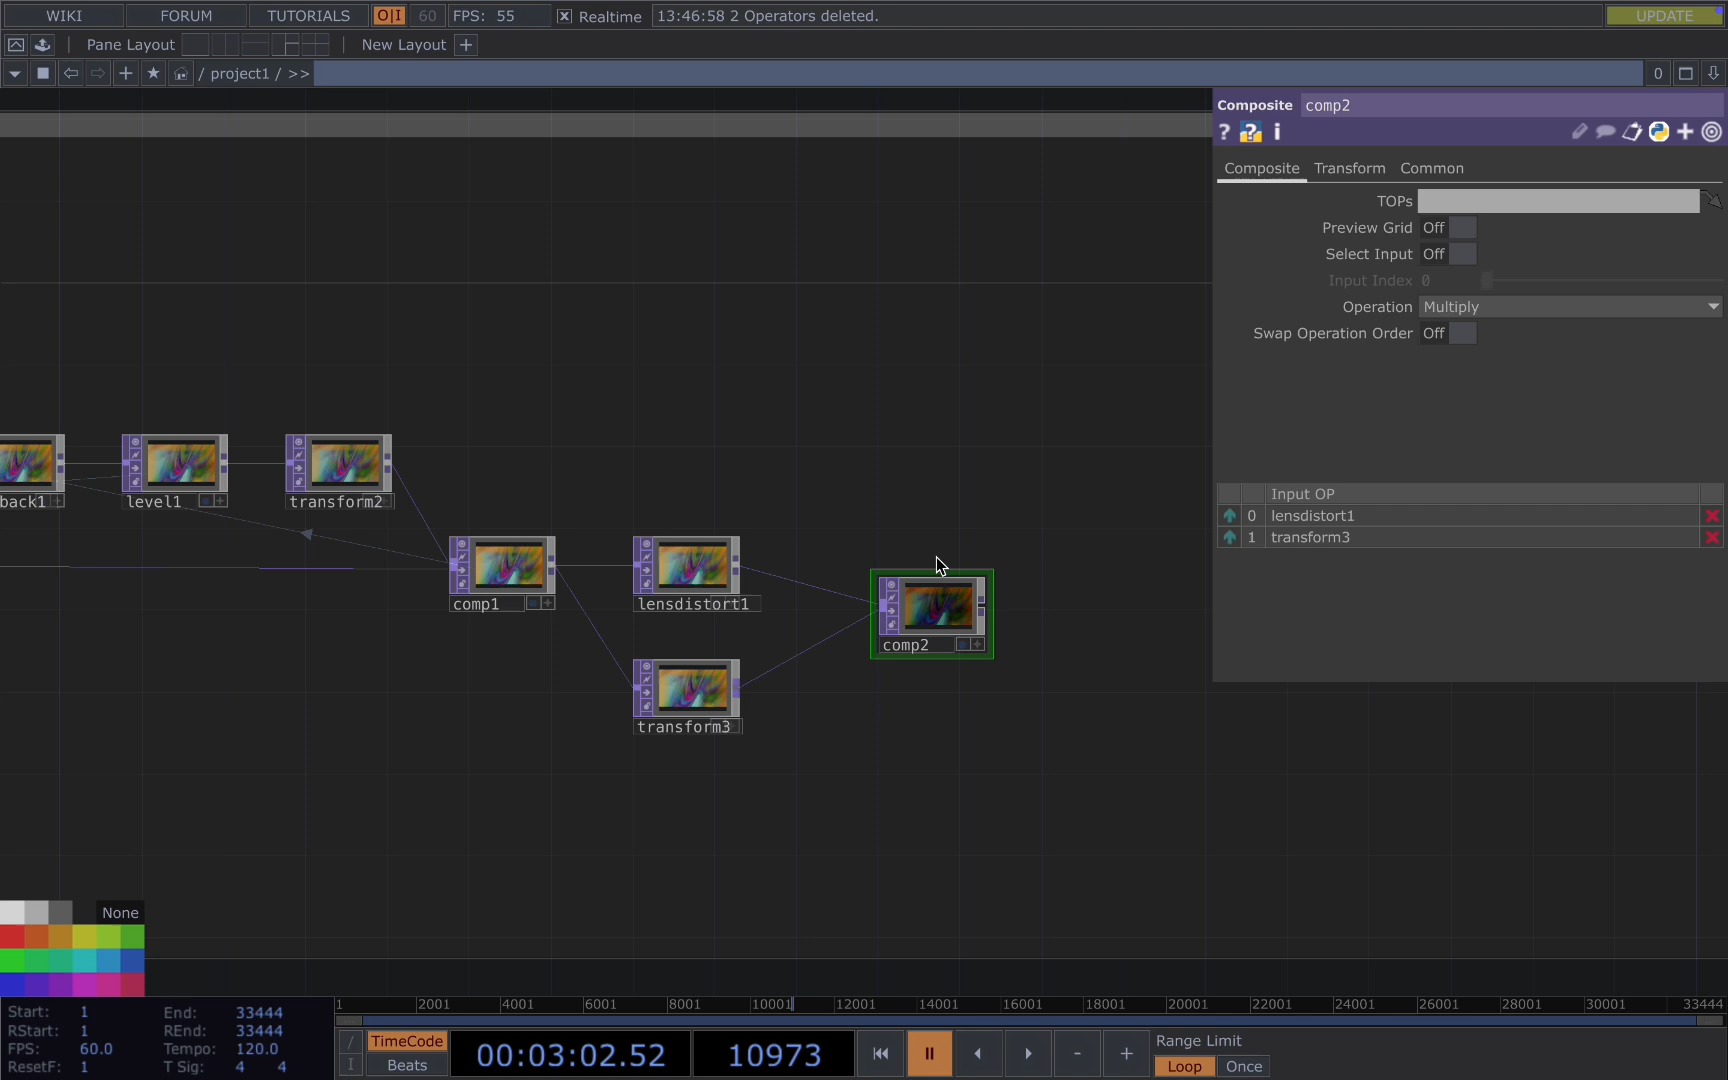 WIKI FORUM TUTORIALS O|I 60 FPS: 55 Realtime 13:46:58 2 Operators deleted. UPDATE
Pane Layout New Layout +
/ project1 / >> 0
Composite comp2
? ? i
Composite Transform Common
TOPs
Preview Grid Off
Select Input Off
Input Index 0
Operation Multiply
Swap Operation Order Off
Input OP
0 lensdistort1
1 transform3
back1 level1 transform2
comp1 lensdistort1
comp2
transform3
None
1 2001 4001 6001 8001 10001 12001 14001 16001 18001 20001 22001 24001 26001 28001 30001 33444
Start: 1 End: 33444
RStart: 1 REnd: 33444
FPS: 60.0 Tempo: 120.0
ResetF: 1 T Sig: 4 4
/ TimeCode
I Beats
00:03:02.52 10973 - +
Range Limit
Loop Once